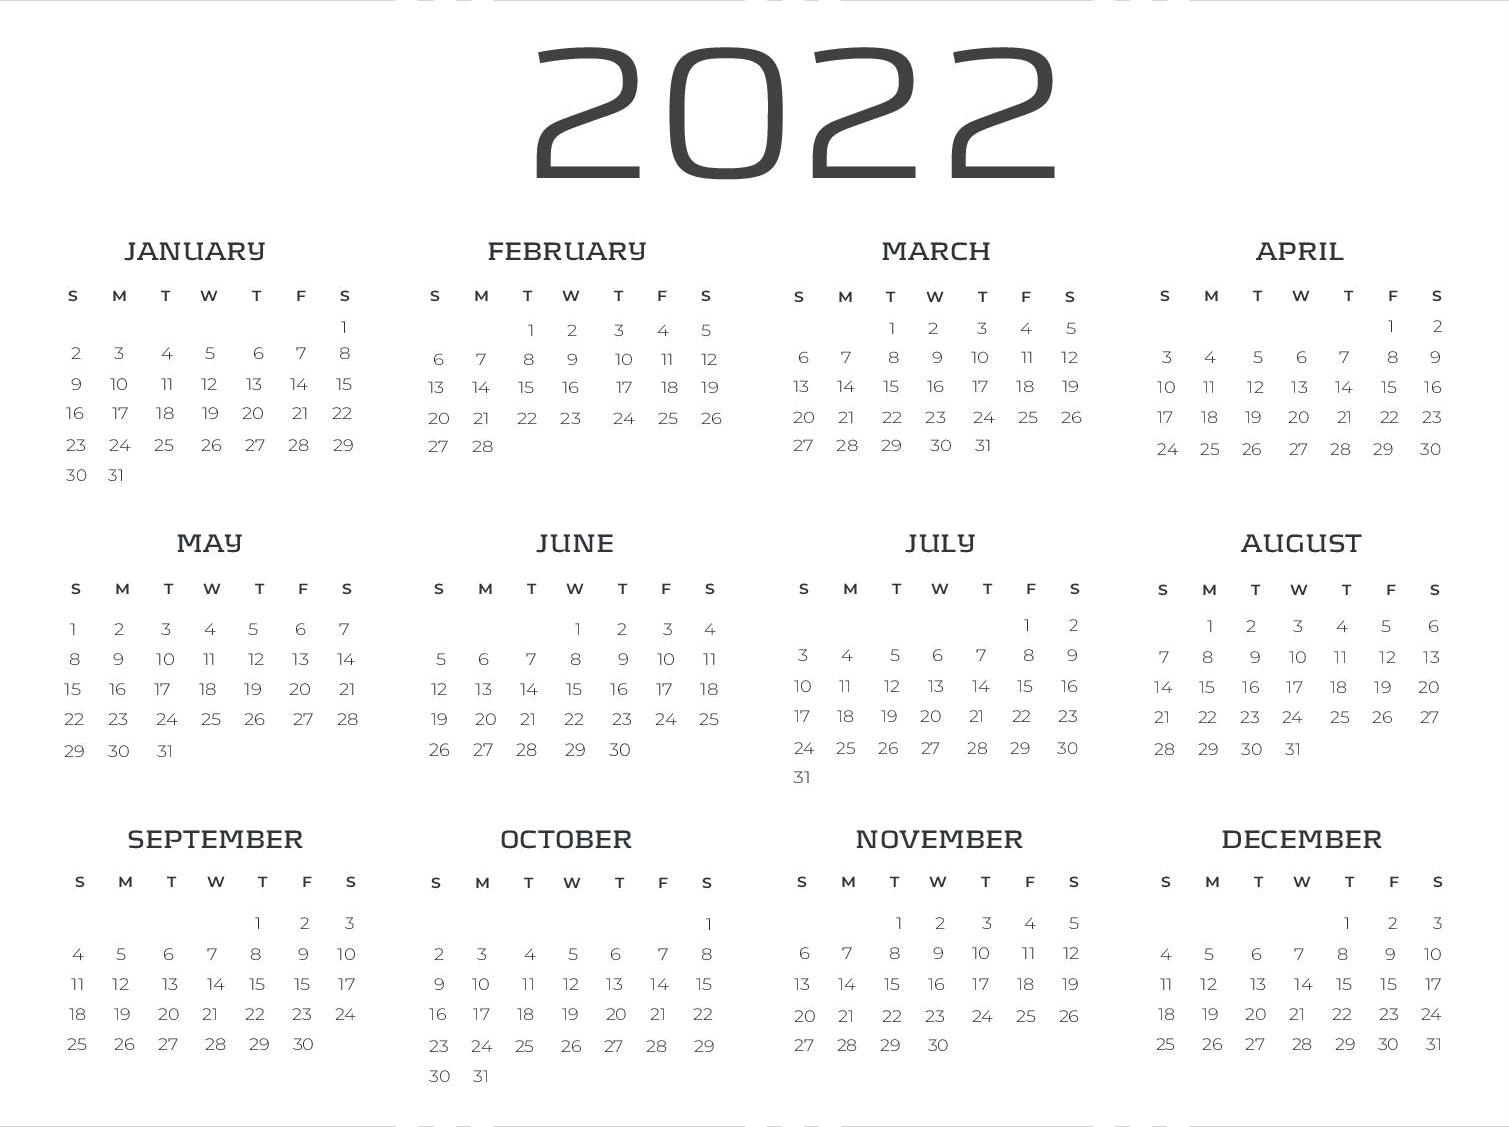 2022
JANUARY
S M T W T F S
1
2 3 4 5 6 7 8
9 10 11 12 13 14 15
16 17 18 19 20 21 22
23 24 25 26 27 28 29
30 31
FEBRUARY
S M T W T F S
1 2 3 4 5
6 7 8 9 10 11 12
13 14 15 16 17 18 19
20 21 22 23 24 25 26
27 28
MARCH
S M T W T F S
1 2 3 4 5
6 7 8 9 10 11 12
13 14 15 16 17 18 19
20 21 22 23 24 25 26
27 28 29 30 31
APRIL
S M T W T F S
1 2
3 4 5 6 7 8 9
10 11 12 13 14 15 16
17 18 19 20 21 22 23
24 25 26 27 28 29 30
MAY
S M T W T F S
1 2 3 4 5 6 7
8 9 10 11 12 13 14
15 16 17 18 19 20 21
22 23 24 25 26 27 28
29 30 31
JUNE
S M T W T F S
1 2 3 4
5 6 7 8 9 10 11
12 13 14 15 16 17 18
19 20 21 22 23 24 25
26 27 28 29 30
JULY
S M T W T F S
1 2
3 4 5 6 7 8 9
10 11 12 13 14 15 16
17 18 19 20 21 22 23
24 25 26 27 28 29 30
31
AUGUST
S M T W T F S
1 2 3 4 5 6
7 8 9 10 11 12 13
14 15 16 17 18 19 20
21 22 23 24 25 26 27
28 29 30 31
SEPTEMBER
S M T W T F S
1 2 3
4 5 6 7 8 9 10
11 12 13 14 15 15 17
18 19 20 21 22 23 24
25 26 27 28 29 30
OCTOBER
S M T W T F S
1
2 3 4 5 6 7 8
9 10 11 12 13 14 15
16 17 18 19 20 21 22
23 24 25 26 27 28 29
30 31
NOVEMBER
S M T W T F S
1 2 3 4 5
6 7 8 9 10 11 12
13 14 15 16 17 18 19
20 21 22 23 24 25 26
27 28 29 30
DECEMBER
S M T W T F S
1 2 3
4 5 6 7 8 9 10
11 12 13 14 15 15 17
18 19 20 21 22 23 24
25 26 27 28 29 30 31